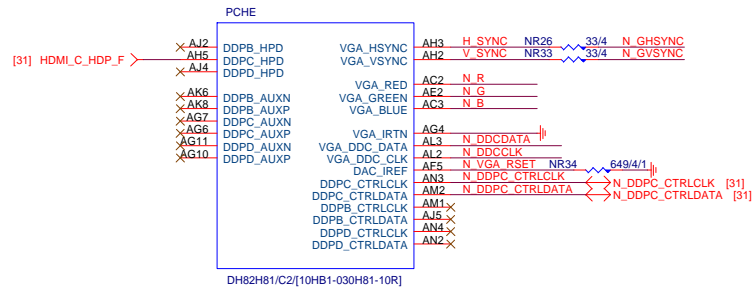 PCHE
AJ2 DDPB_HPD
[31] HDMI_C_HDP_F AH5 DDPC_HPD
AJ4 DDPD_HPD
AK6 DDPB_AUXN
AK8 DDPB_AUXP
AG7 DDPC_AUXN
AG6 DDPC_AUXP
AG11 DDPD_AUXN
AG10 DDPD_AUXP
VGA_HSYNC AH3 H_SYNC NR26 33/4 N_GHSYNC
VGA_VSYNC AH2 V_SYNC NR33 33/4 N_GVSYNC
VGA_RED AC2 N_R
VGA_GREEN AE2 N_G
VGA_BLUE AC3 N_B
VGA_IRTN AG4
VGA_DDC_DATA AL3 N_DDCDATA
VGA_DDC_CLK AL2 N_DDCCLK
DAC_IREF AF5 N_VGA_RSET NR34 649/4/1
DDPC_CTRLCLK AN3 N_DDPC_CTRLCLK N_DDPC_CTRLCLK [31]
DDPC_CTRLDATA AM2 N_DDPC_CTRLDATA N_DDPC_CTRLDATA [31]
DDPB_CTRLCLK AM1
DDPB_CTRLDATA AJ5
DDPD_CTRLCLK AN4
DDPD_CTRLDATA AN2
DH82H81/C2/[10HB1-030H81-10R]